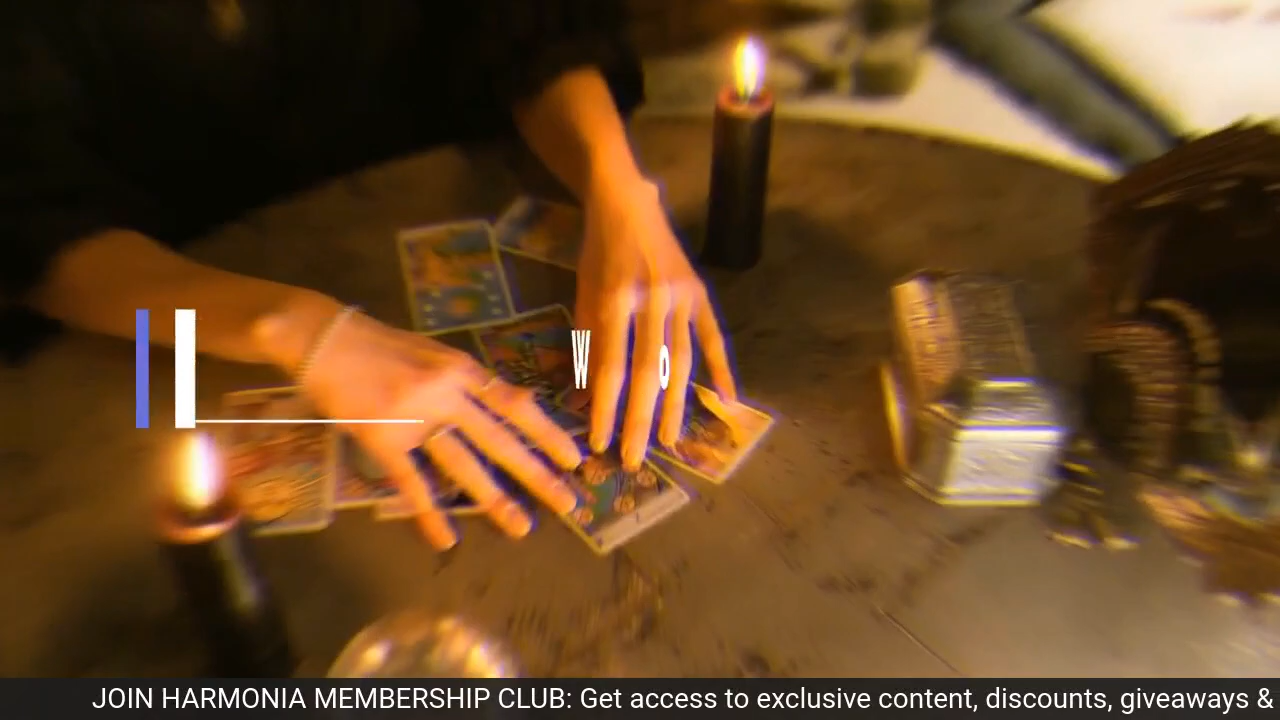 W o
JOIN HARMONIA MEMBERSHIP CLUB: Get access to exclusive content, discounts, giveaways &